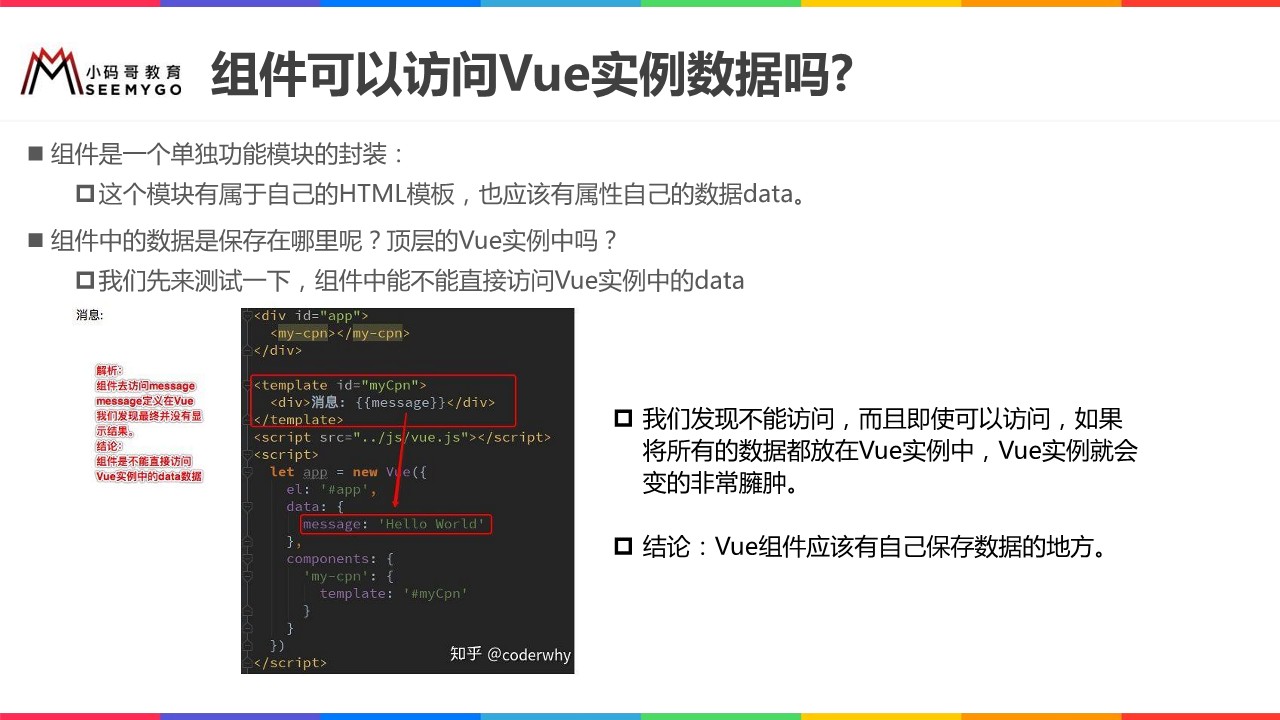 小码哥教育
SEEMYGO
组件可以访问Vue实例数据吗?
组件是一个单独功能模块的封装：
这个模块有属于自己的HTML模板，也应该有属性自己的数据data。
组件中的数据是保存在哪里呢？顶层的Vue实例中吗？
我们先来测试一下，组件中能不能直接访问Vue实例中的data
消息:
解析：
组件去访问message
message定义在Vue
我们发现最终并没有显
示结果。
结论：
组件是不能直接访问
Vue实例中的data数据
<div id="app">
<my-cpn></my-cpn>
</div>
<template id="myCpn">
<div>消息: {{message}}</div>
</template>
<script src="../js/vue.js"></script>
<script>
let app = new Vue({
el: '#app',
data: {
message: 'Hello World'
},
components: {
'my-cpn': {
template: '#myCpn'
}
}
})
</script>
知乎 @coderwhy
我们发现不能访问，而且即使可以访问，如果
将所有的数据都放在Vue实例中，Vue实例就会
变的非常臃肿。
结论：Vue组件应该有自己保存数据的地方。